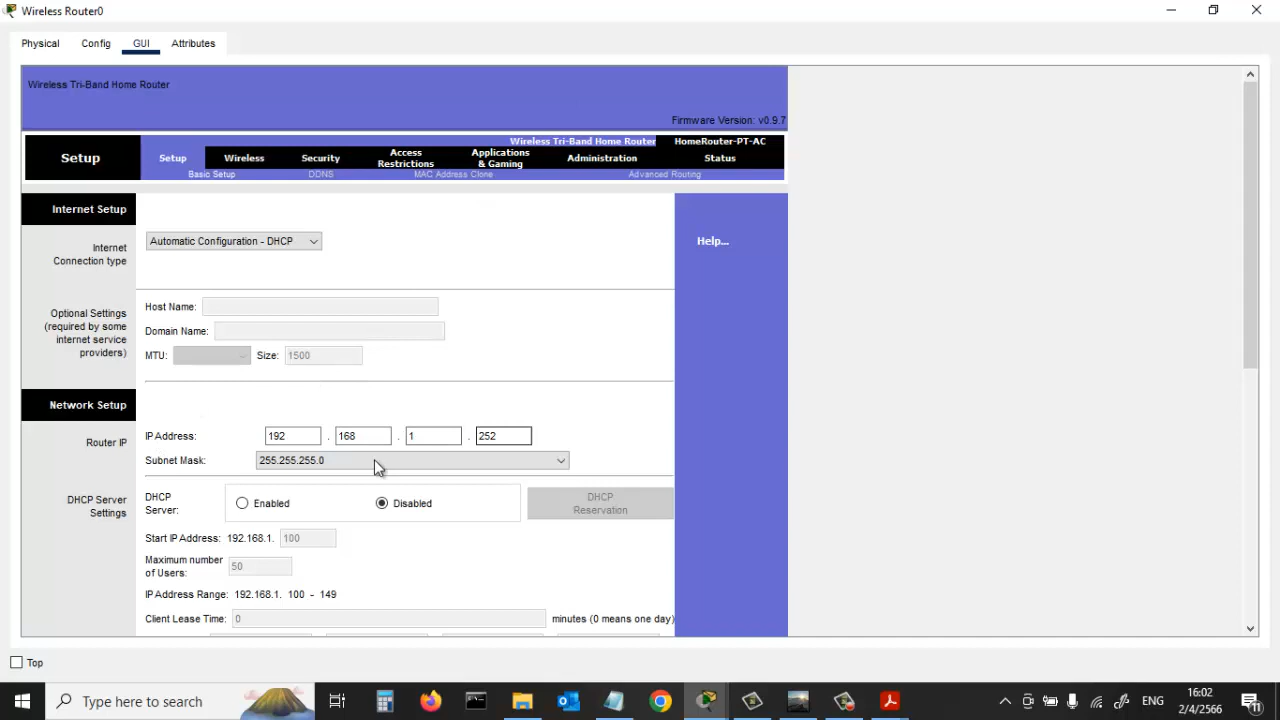 Wireless Router0
Physical Config GUI Attributes
Wireless Tri-Band Home Router
Firmware Version: v0.9.7
Wireless Tri-Band Home Router HomeRouter-PT-AC
Setup Setup Wireless Security Access Restrictions Applications & Gaming Administration Status
Basic Setup DDNS MAC Address Clone Advanced Routing
Internet Setup
Internet Connection type
Automatic Configuration - DHCP
Help...
Optional Settings (required by some internet service providers)
Host Name:
Domain Name:
MTU: Size: 1500
Network Setup
Router IP
IP Address: 192 . 168 . 1 . 252
Subnet Mask: 255.255.255.0
DHCP Server Settings
DHCP Server: Enabled Disabled DHCP Reservation
Start IP Address: 192.168.1. 100
Maximum number of Users: 50
IP Address Range: 192.168.1. 100 - 149
Client Lease Time: 0 minutes (0 means one day)
Top
Type here to search
ENG
16:02
2/4/2566
11